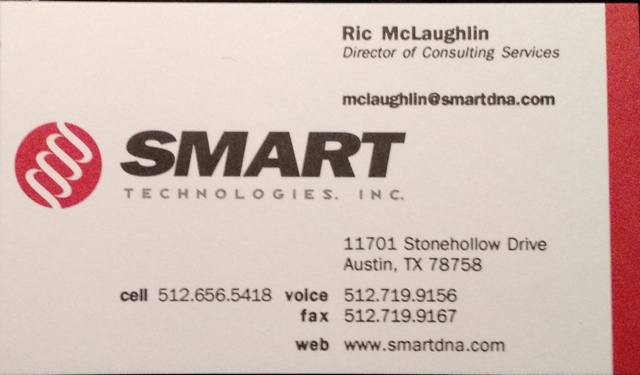 Ric McLaughlin
Director of Consulting Services
mclaughlin@smartdna.com
SMART
TECHNOLOGIES. INC.
11701 Stonehollow Drive
Austin, TX 78758
cell 512.656.5418 voice 512.719.9156
fax 512.719.9167
web www.smartdna.com